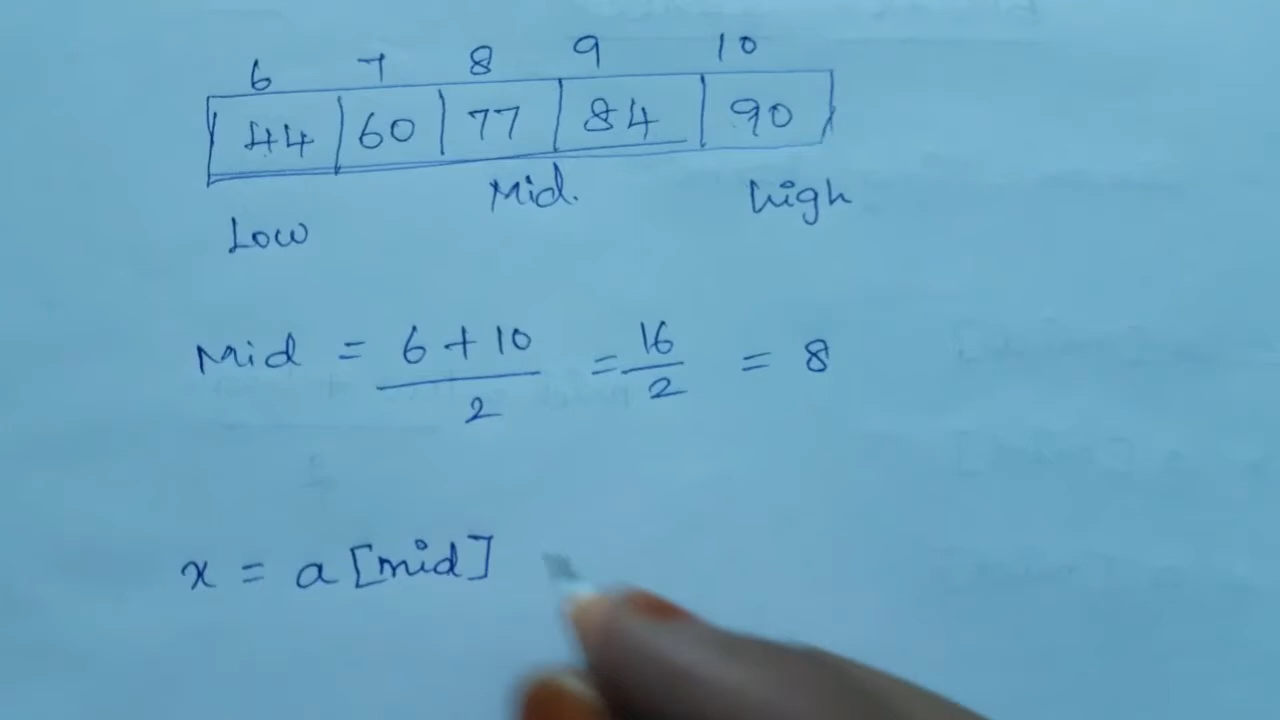 6 7 8 9 10
44 60 77 84 90
Low Mid. high
Mid = 6+10/2 = 16/2 = 8
x = a[mid]